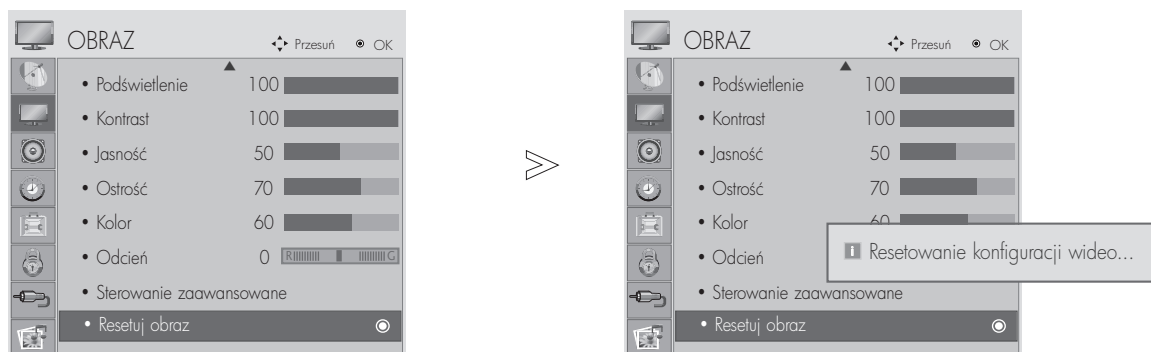 OBRAZ Przesuń OK
• Podświetlenie 100
• Kontrast 100
• Jasność 50
• Ostrość 70
• Kolor 60
• Odcień 0 R G
• Sterowanie zaawansowane
• Resetuj obraz
OBRAZ Przesuń OK
• Podświetlenie 100
• Kontrast 100
• Jasność 50
• Ostrość 70
• Kolor 60
• Odcień
i Resetowanie konfiguracji wideo...
• Sterowanie zaawansowane
• Resetuj obraz